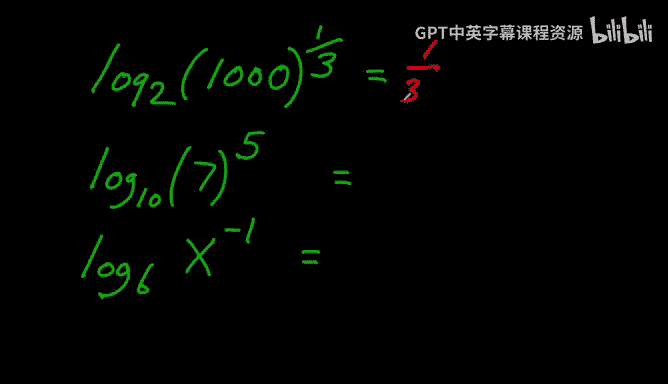 GPT中英字幕课程资源 bilibili
log₂(1000)^(1/3) = 1/3
log₁₀(7)^5 =
log₆ x^-1 =